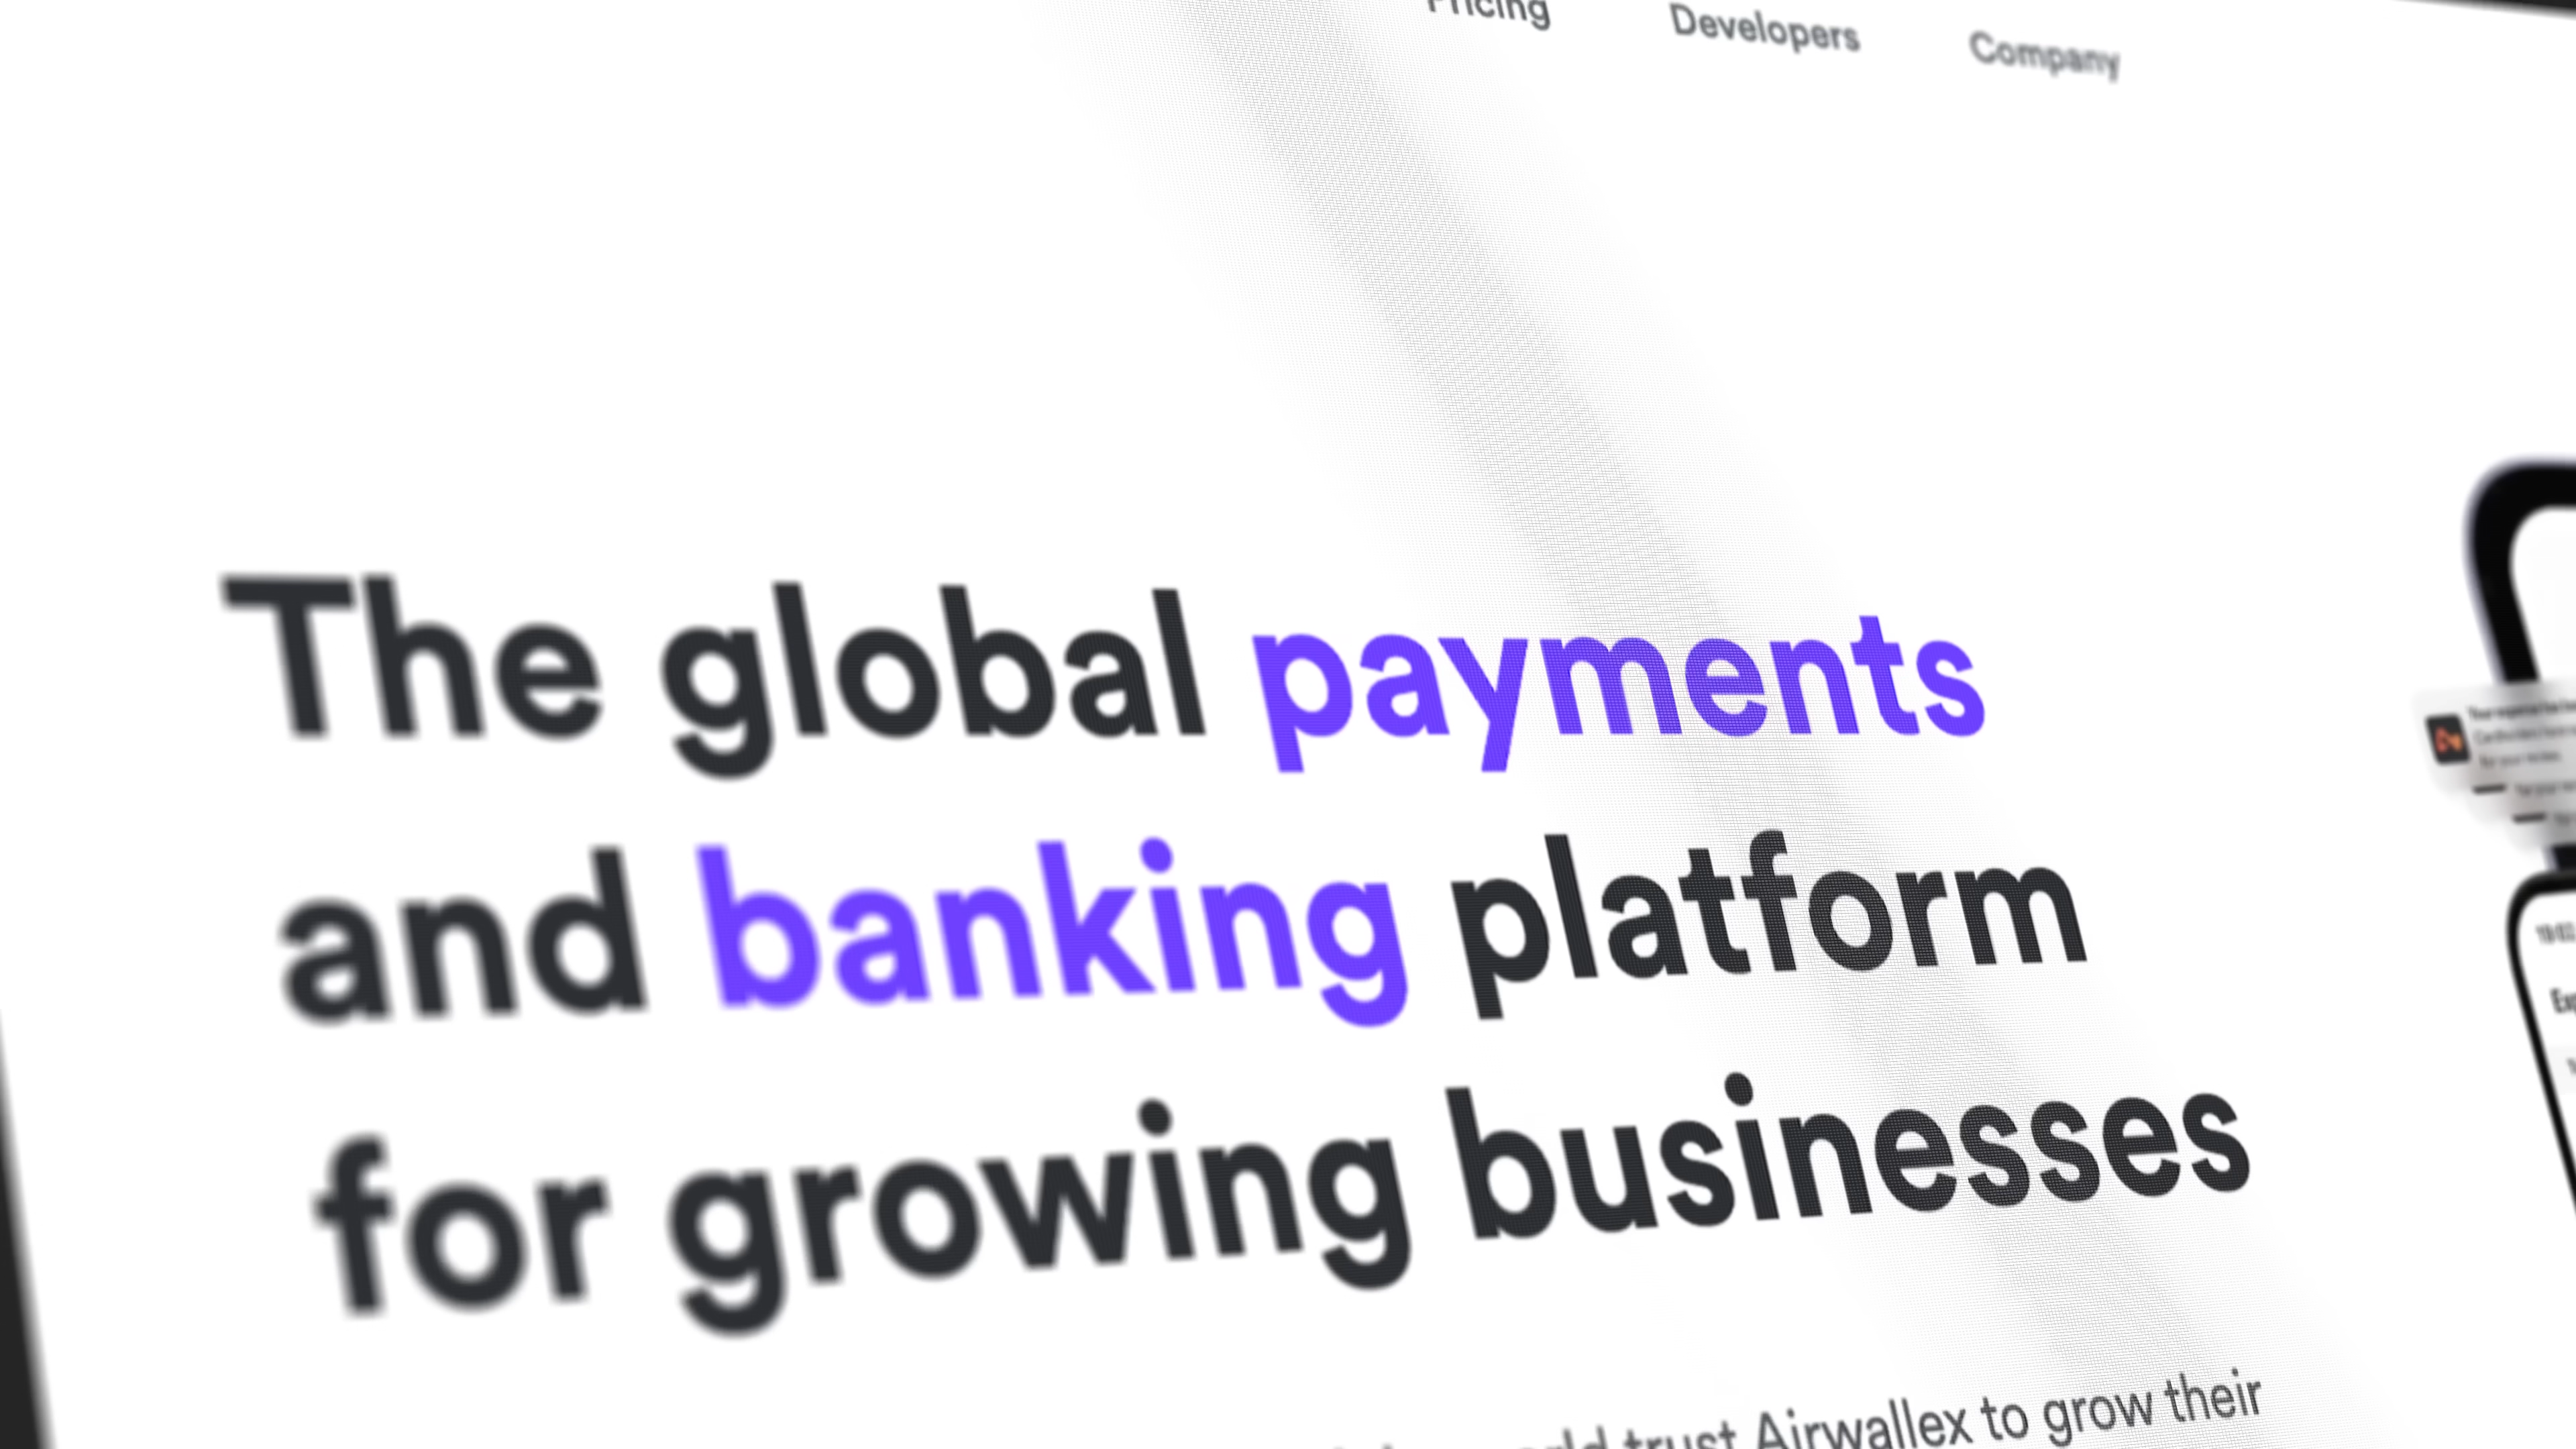 Pricing
Developers
Company
The global payments
and banking platform
for growing businesses
trust Airwallex to grow their